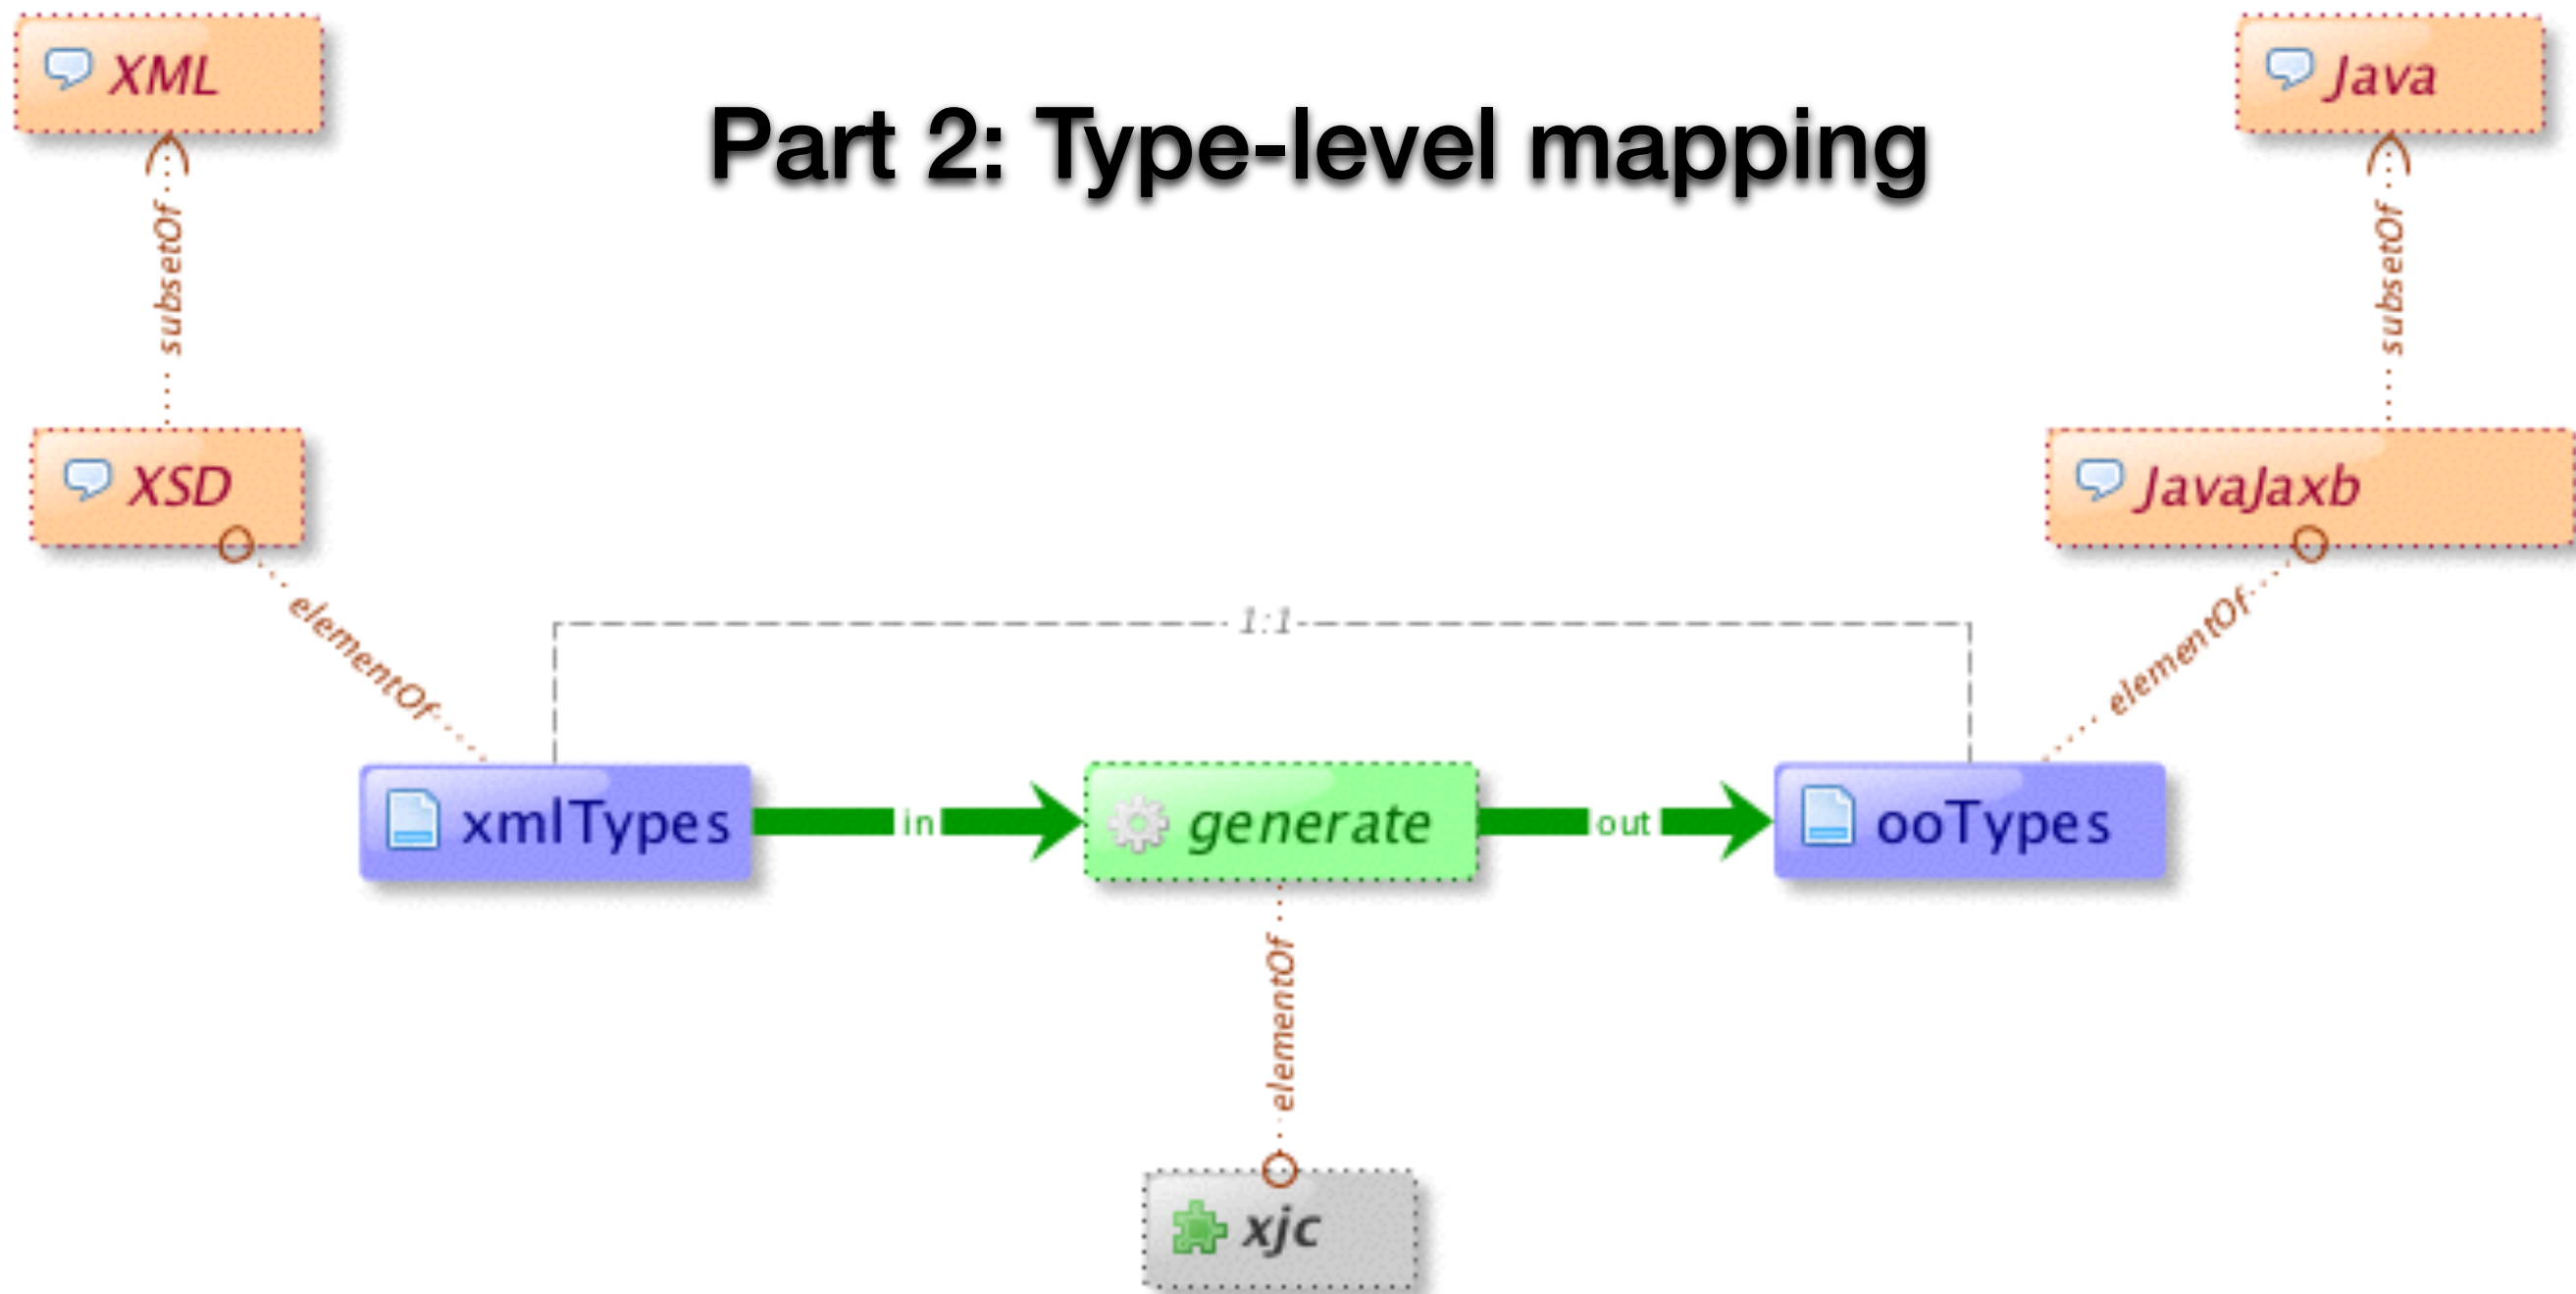 XML
Java
Part 2: Type-level mapping
subsetOf
subsetOf
XSD
JavaJaxb
elementOf
1:1
elementOf
xmlTypes
in
generate
out
ooTypes
elementOf
xjc